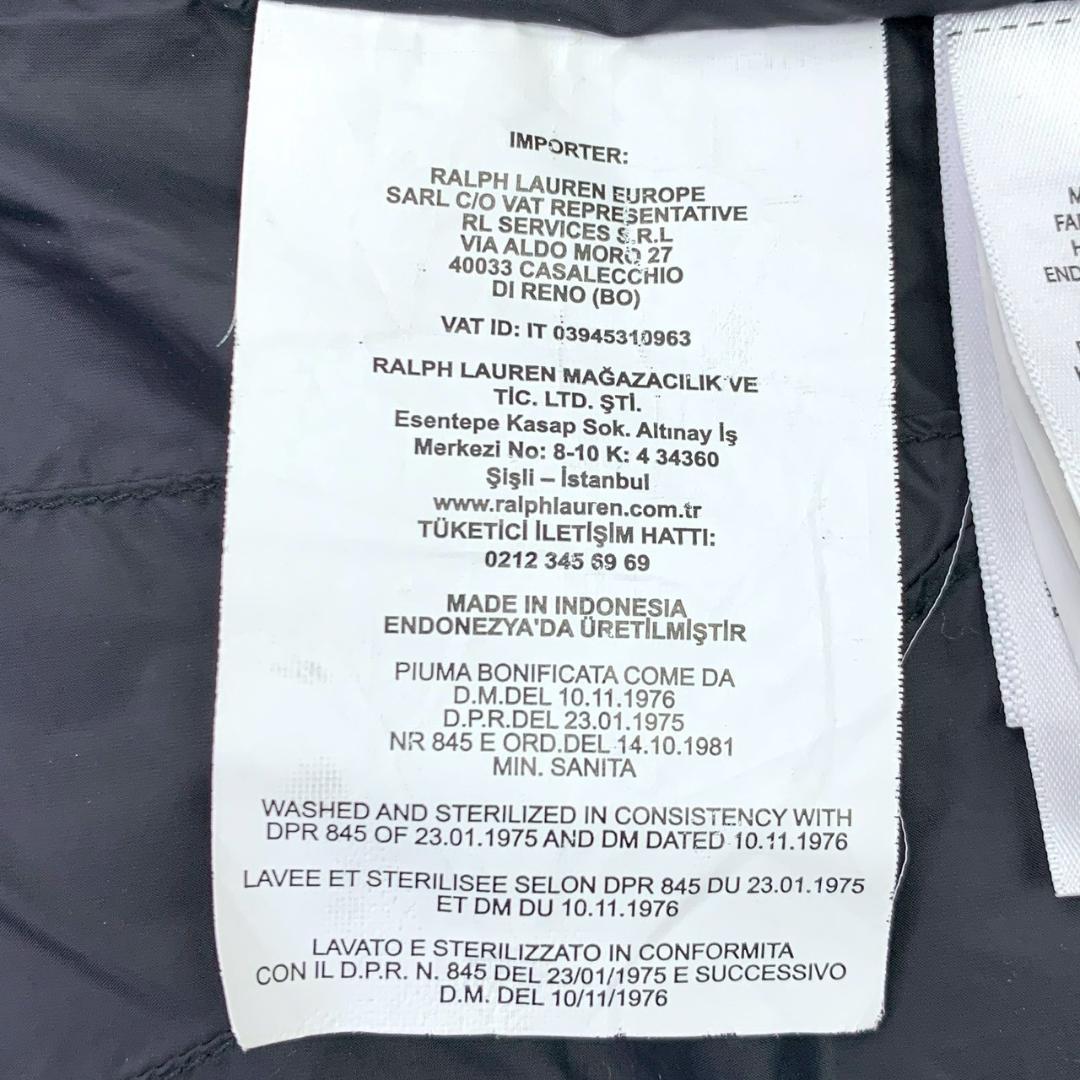 IMPORTER:
RALPH LAUREN EUROPE
SARL C/O VAT REPRESENTATIVE
RL SERVICES S.R.L
VIA ALDO MORO 27
40033 CASALECCHIO
DI RENO (BO)
VAT ID: IT 03945310963
RALPH LAUREN MAĞAZACILIK VE
TİC. LTD. ŞTİ.
Esentepe Kasap Sok. Altınay İş
Merkezi No: 8-10 K: 4 34360
Şişli – İstanbul
www.ralphlauren.com.tr
TÜKETİCİ İLETİŞİM HATTI:
0212 345 69 69
MADE IN INDONESIA
ENDONEZYA'DA ÜRETİLMİŞTİR
PIUMA BONIFICATA COME DA
D.M.DEL 10.11.1976
D.P.R.DEL 23.01.1975
NR 845 E ORD.DEL 14.10.1981
MIN. SANITA
WASHED AND STERILIZED IN CONSISTENCY WITH
DPR 845 OF 23.01.1975 AND DM DATED 10.11.1976
LAVEE ET STERILISEE SELON DPR 845 DU 23.01.1975
ET DM DU 10.11.1976
LAVATO E STERILIZZATO IN CONFORMITA
CON IL D.P.R. N. 845 DEL 23/01/1975 E SUCCESSIVO
D.M. DEL 10/11/1976